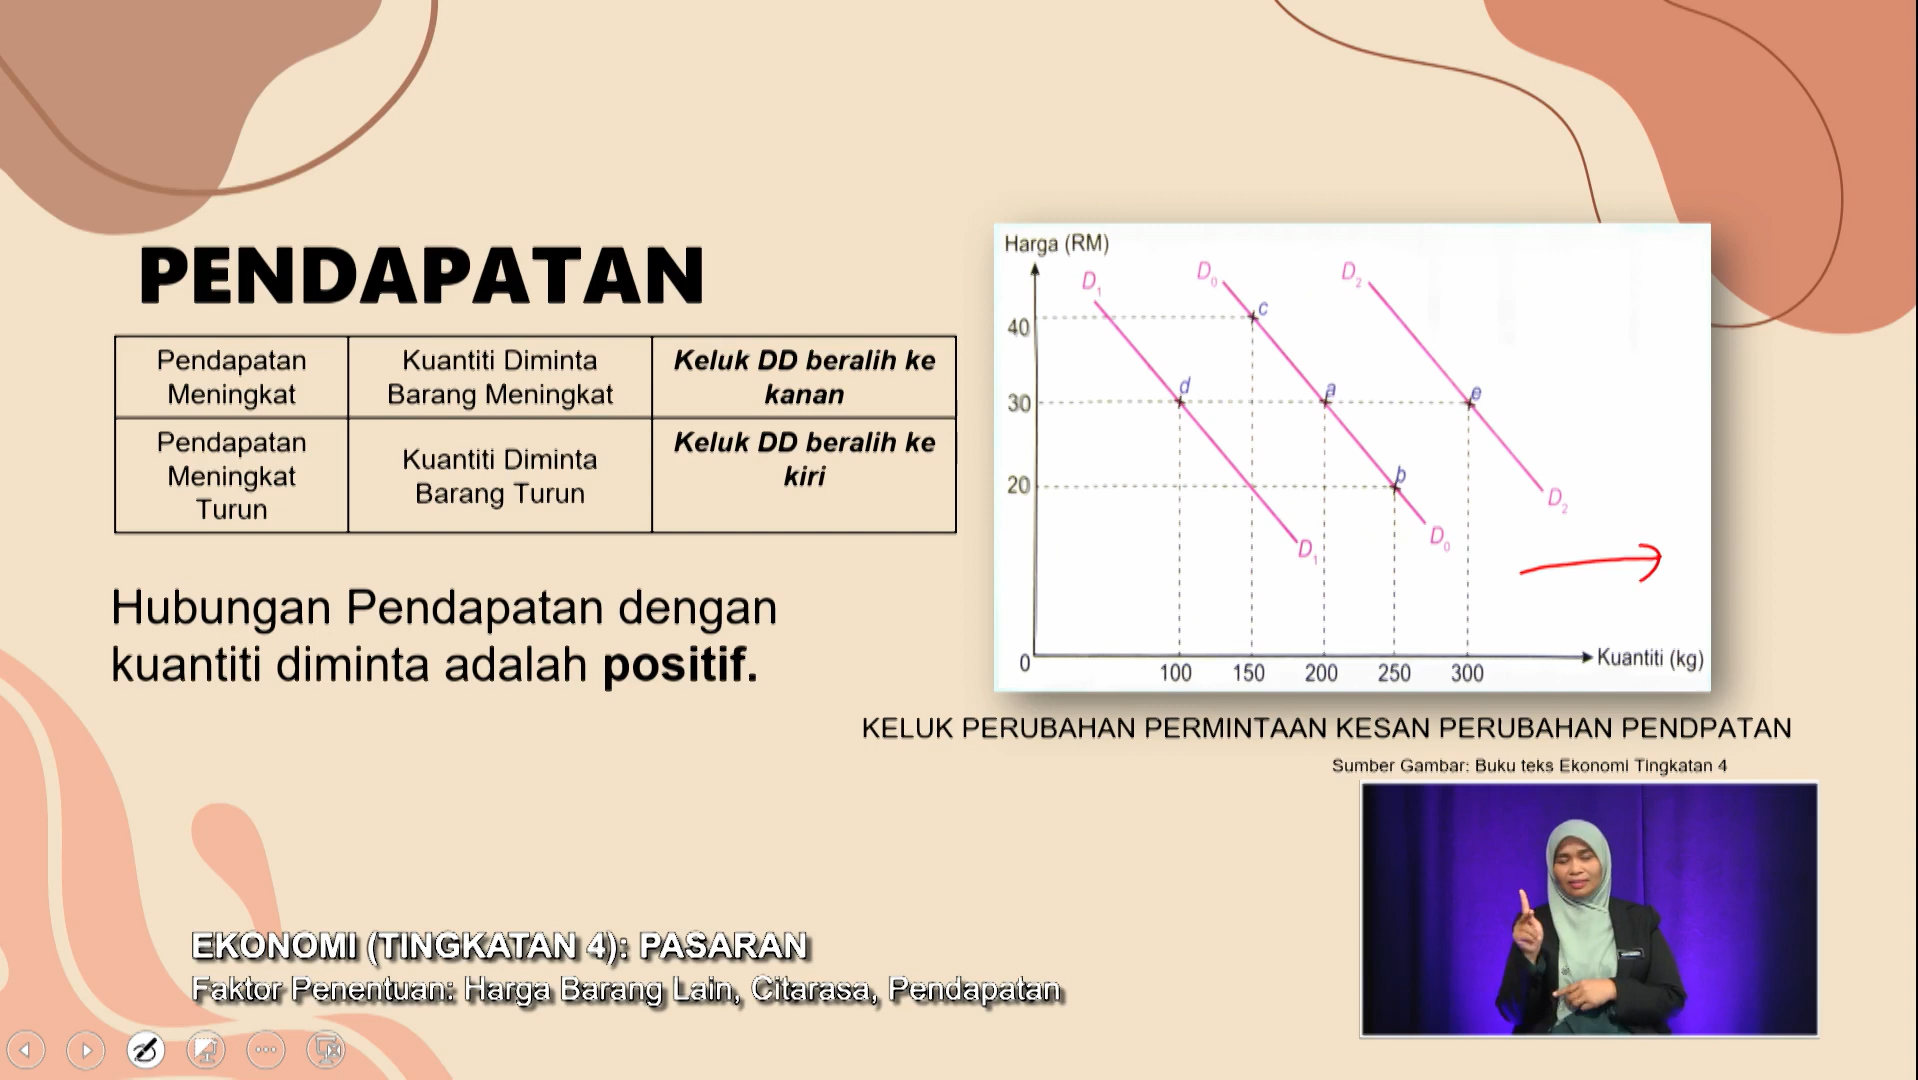 PENDAPATAN
Pendapatan
Meningkat
Kuantiti Diminta
Barang Meningkat
Keluk DD beralih ke
kanan
Pendapatan
Meningkat
Turun
Kuantiti Diminta
Barang Turun
Keluk DD beralih ke
kiri
Hubungan Pendapatan dengan
kuantiti diminta adalah positif.
Harga (RM)
D₁
D₀
D₂
c
40
d
a
e
30
b
20
D₂
D₀
D₁
0
100
150
200
250
300
Kuantiti (kg)
KELUK PERUBAHAN PERMINTAAN KESAN PERUBAHAN PENDPATAN
Sumber Gambar: Buku teks Ekonomi Tingkatan 4
EKONOMI (TINGKATAN 4): PASARAN
Faktor Penentuan: Harga Barang Lain, Citarasa, Pendapatan